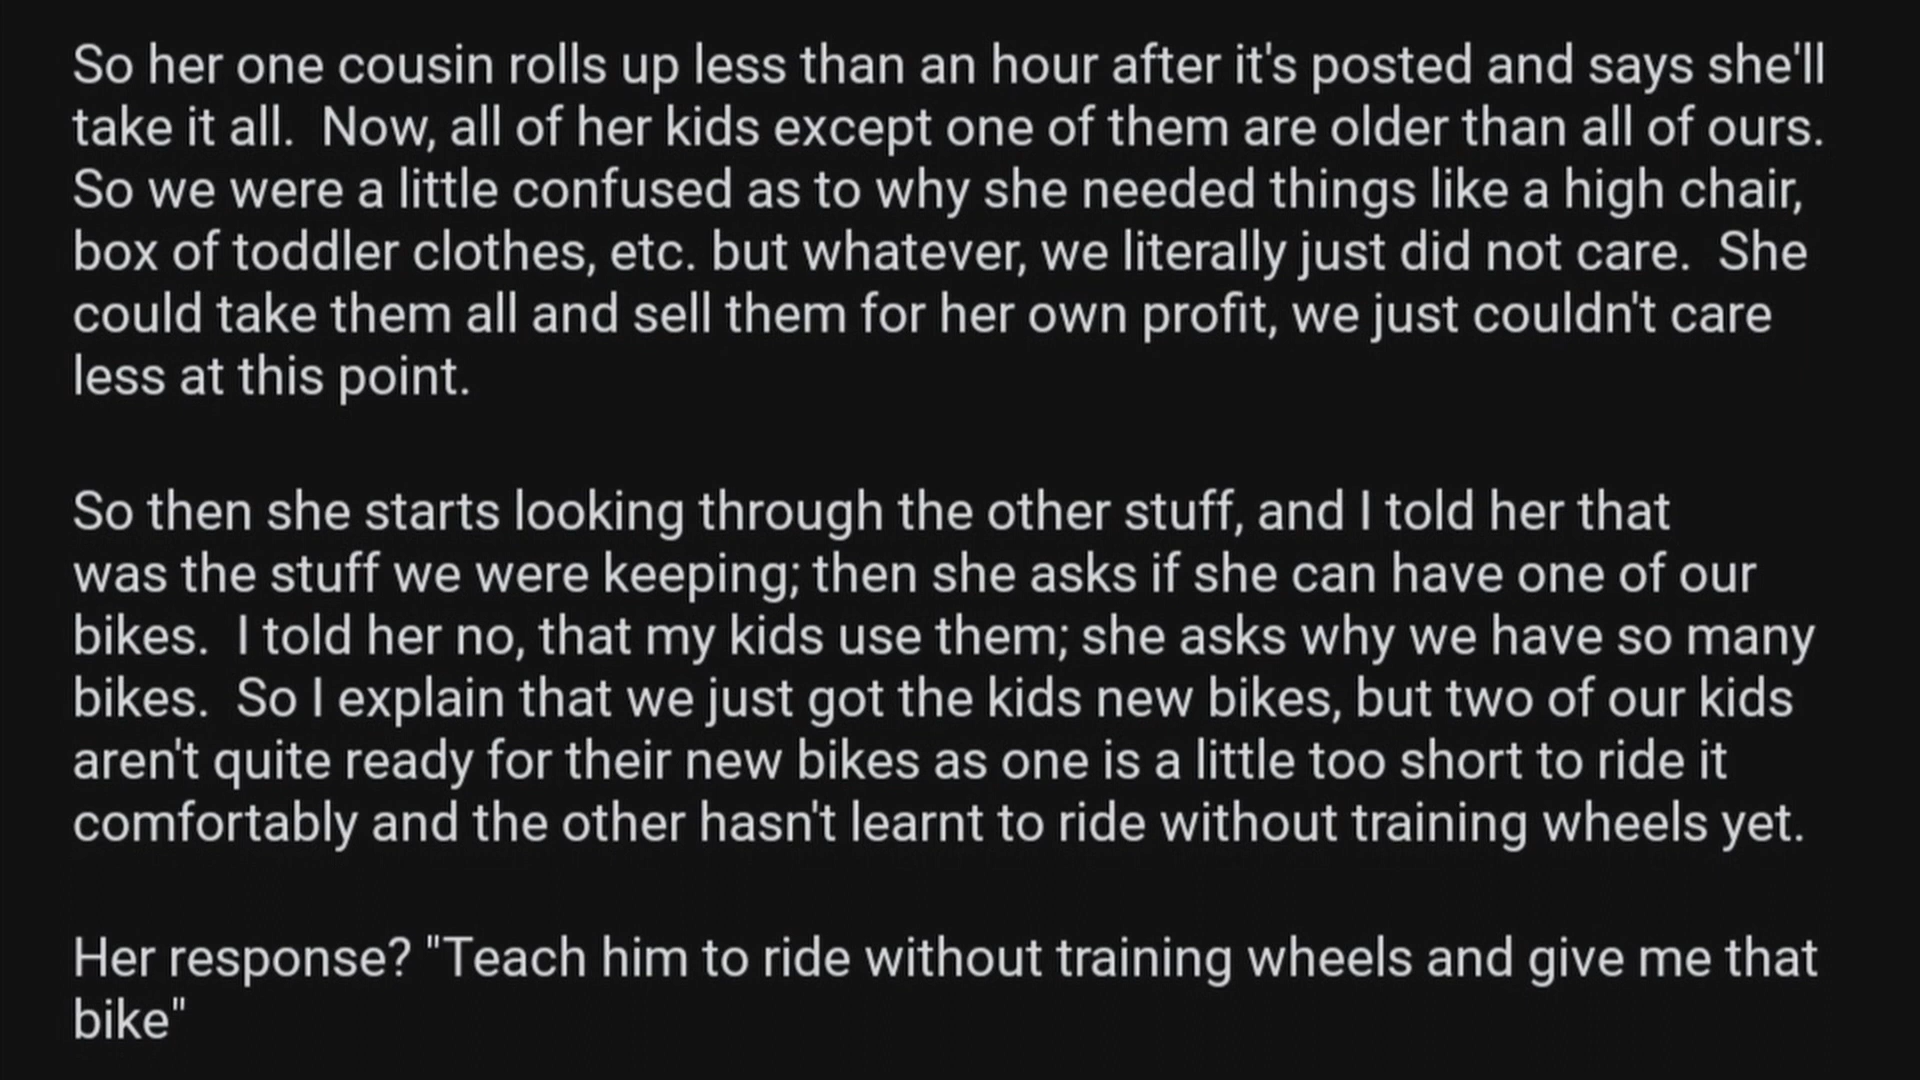 So her one cousin rolls up less than an hour after it's posted and says she'll
take it all.  Now, all of her kids except one of them are older than all of ours.
So we were a little confused as to why she needed things like a high chair,
box of toddler clothes, etc. but whatever, we literally just did not care.  She
could take them all and sell them for her own profit, we just couldn't care
less at this point.
So then she starts looking through the other stuff, and I told her that
was the stuff we were keeping; then she asks if she can have one of our
bikes.  I told her no, that my kids use them; she asks why we have so many
bikes.  So I explain that we just got the kids new bikes, but two of our kids
aren't quite ready for their new bikes as one is a little too short to ride it
comfortably and the other hasn't learnt to ride without training wheels yet.
Her response? "Teach him to ride without training wheels and give me that
bike"